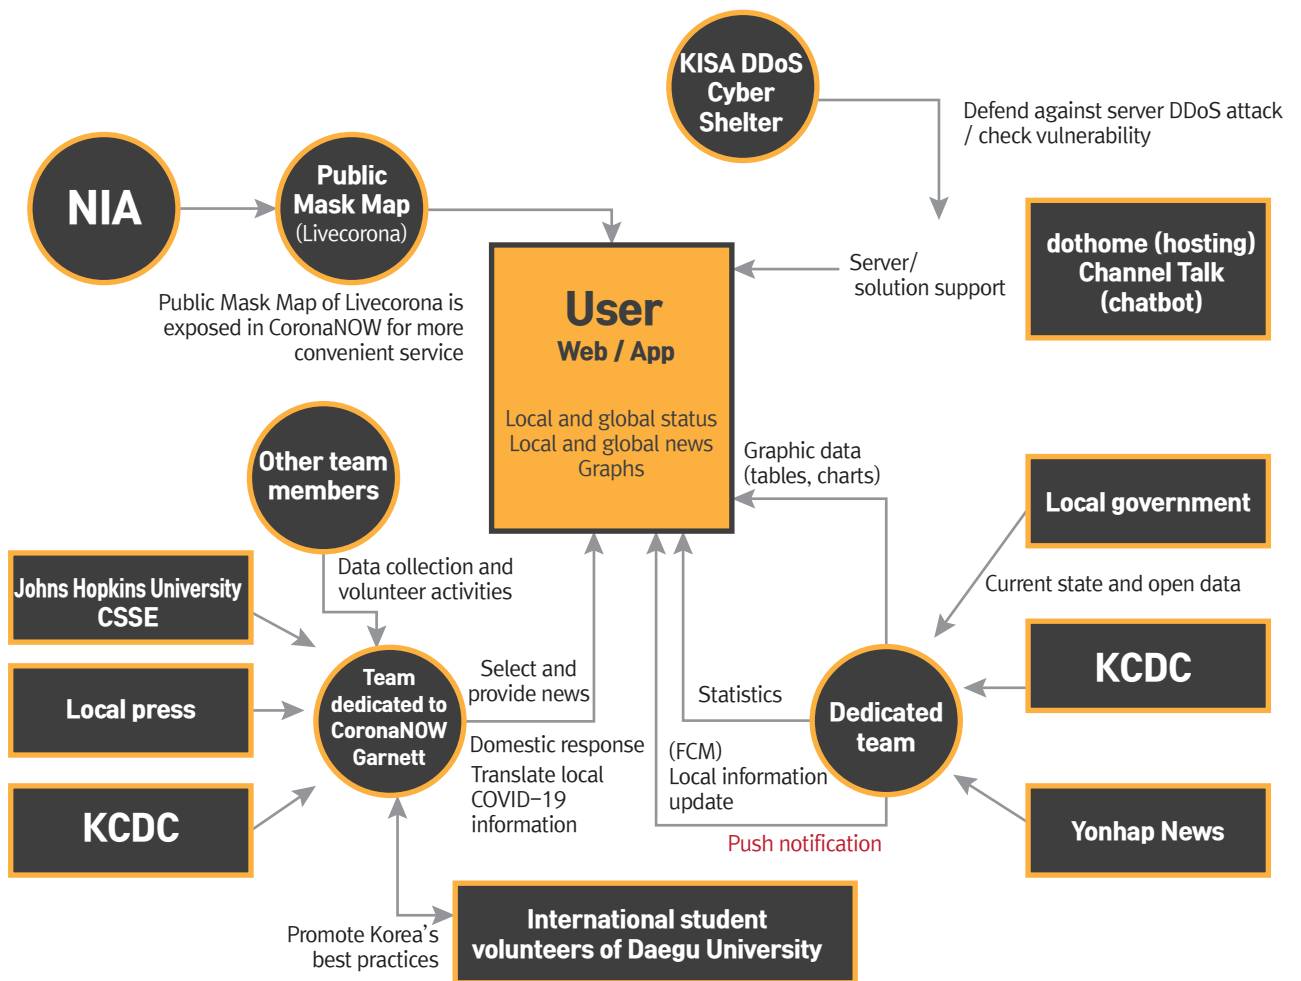 KISA DDoS
Cyber
Shelter
Defend against server DDoS attack
/ check vulnerability
NIA
Public
Mask Map
(Livecorona)
Public Mask Map of Livecorona is
exposed in CoronaNOW for more
convenient service
User
Web / App
Local and global status
Local and global news
Graphs
Server/
solution support
dothome (hosting)
Channel Talk
(chatbot)
Other team
members
Data collection and
volunteer activities
Graphic data
(tables, charts)
Local government
Current state and open data
Johns Hopkins University
CSSE
Local press
KCDC
Team
dedicated to
CoronaNOW
Garnett
Select and
provide news
Domestic response
Translate local
COVID-19
information
Statistics
(FCM)
Local information
update
Push notification
Dedicated
team
KCDC
Yonhap News
Promote Korea's
best practices
International student
volunteers of Daegu University